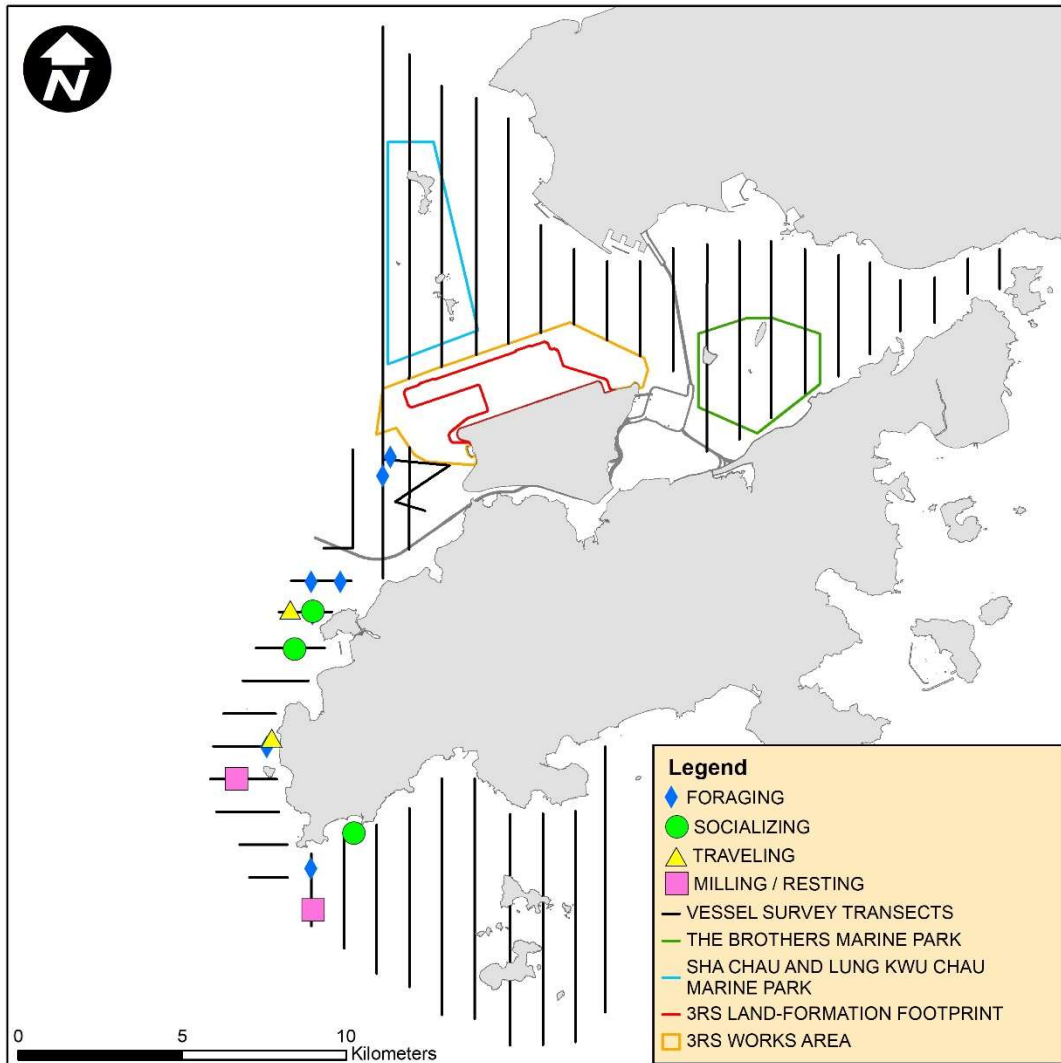 N
Legend
FORAGING
SOCIALIZING
TRAVELING
MILLING / RESTING
VESSEL SURVEY TRANSECTS
THE BROTHERS MARINE PARK
SHA CHAU AND LUNG KWU CHAU
MARINE PARK
3RS LAND-FORMATION FOOTPRINT
3RS WORKS AREA
0 5 10
Kilometers